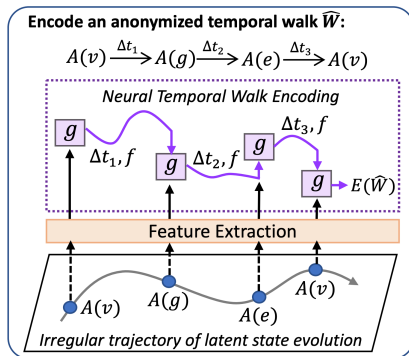 Encode an anonymized temporal walk Ŵ:
A(v) Δt₁→ A(g) Δt₂→ A(e) Δt₃→ A(v)
Neural Temporal Walk Encoding
g g g g
Δt₁, f Δt₂, f Δt₃, f
E(Ŵ)
Feature Extraction
A(v) A(g) A(e) A(v)
Irregular trajectory of latent state evolution